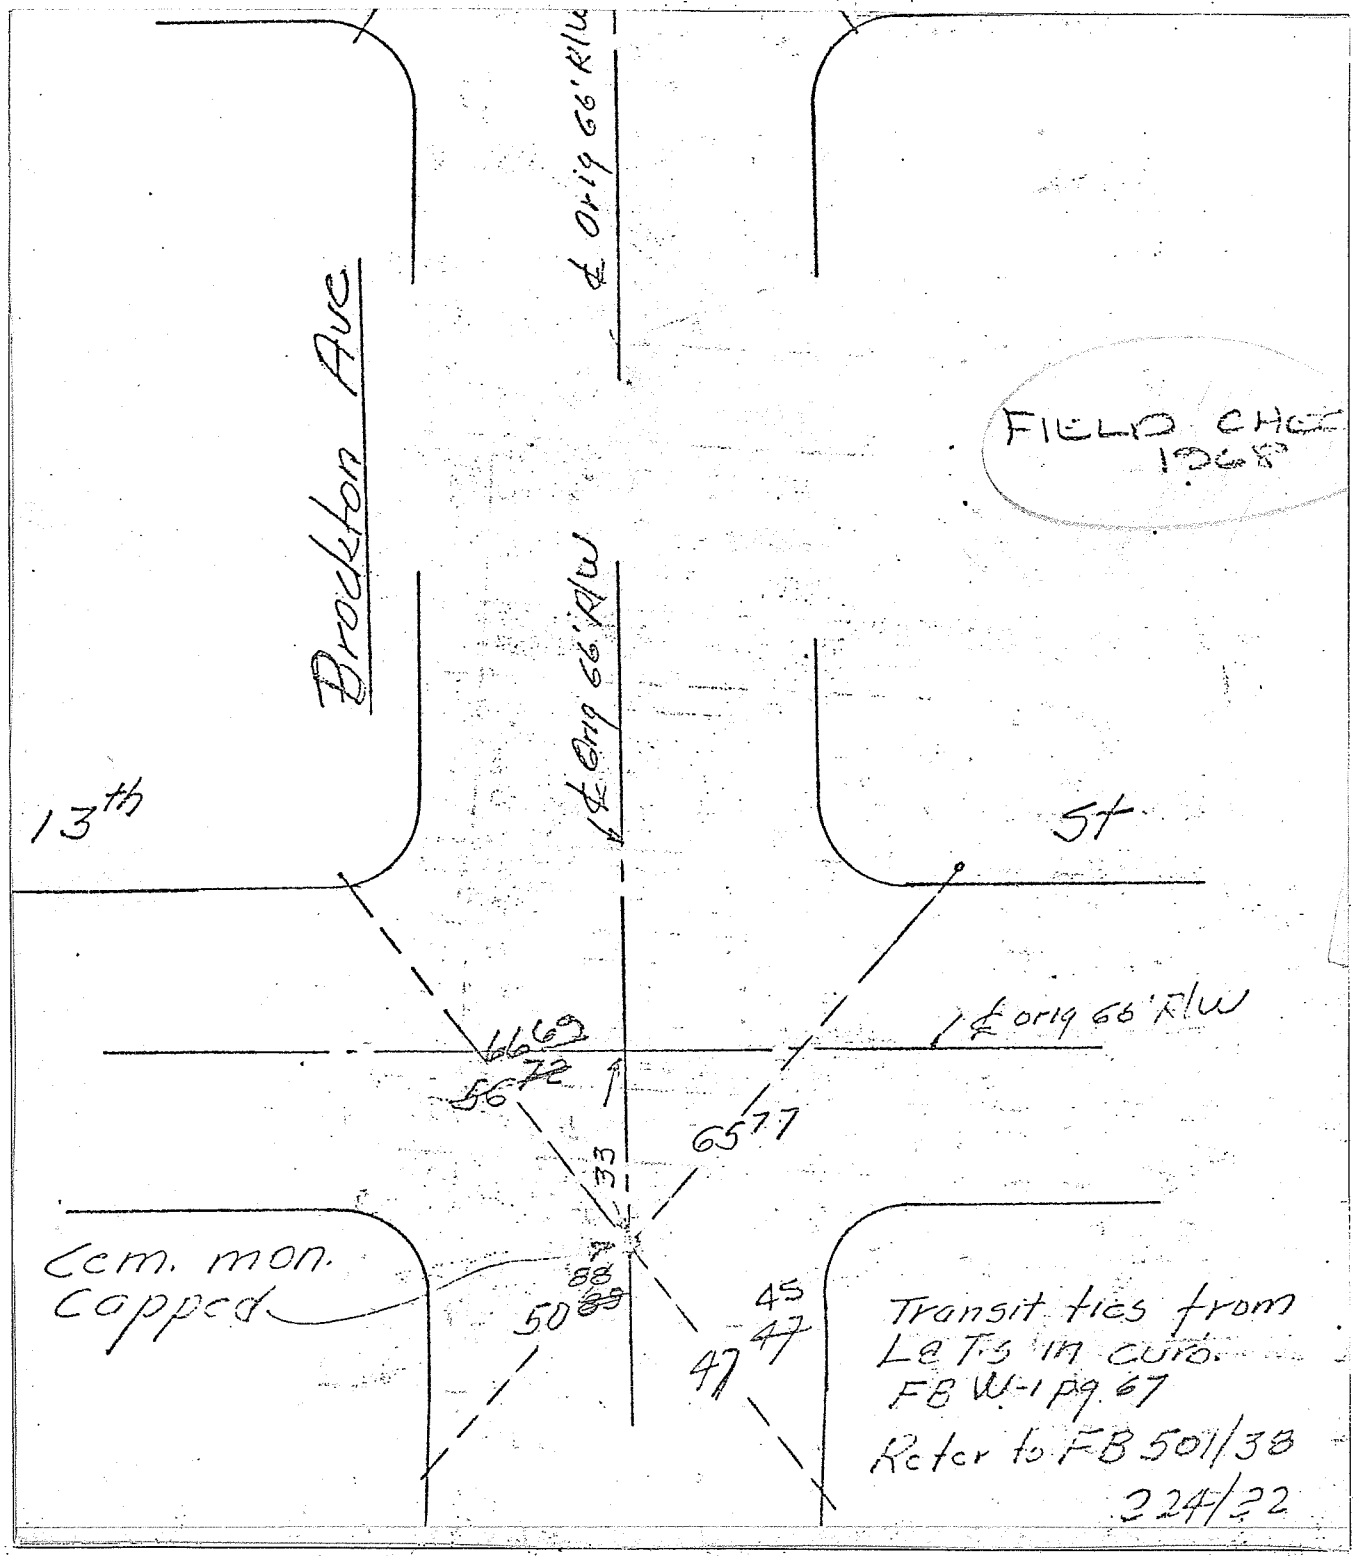 ℄ Orig 66' R/W
Brockton Ave
FIELD CHEC
1968
℄ Orig 66' R/W
13th
St
℄ orig 66' R/W
66 69
56 72
33
65 77
Cem. mon.
Capped
88
50 89
45
47 47
Transit ties from
L&T's in curb.
FB W-1 pg. 67
Refer to FB 501/38
224/22